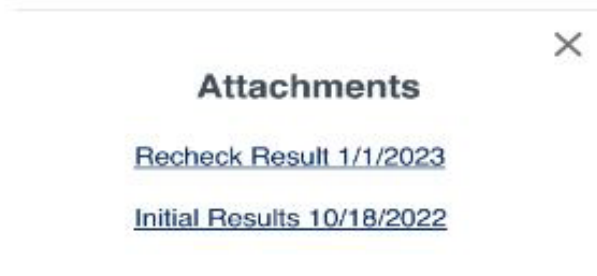 Attachments
Recheck Result 1/1/2023
Initial Results 10/18/2022